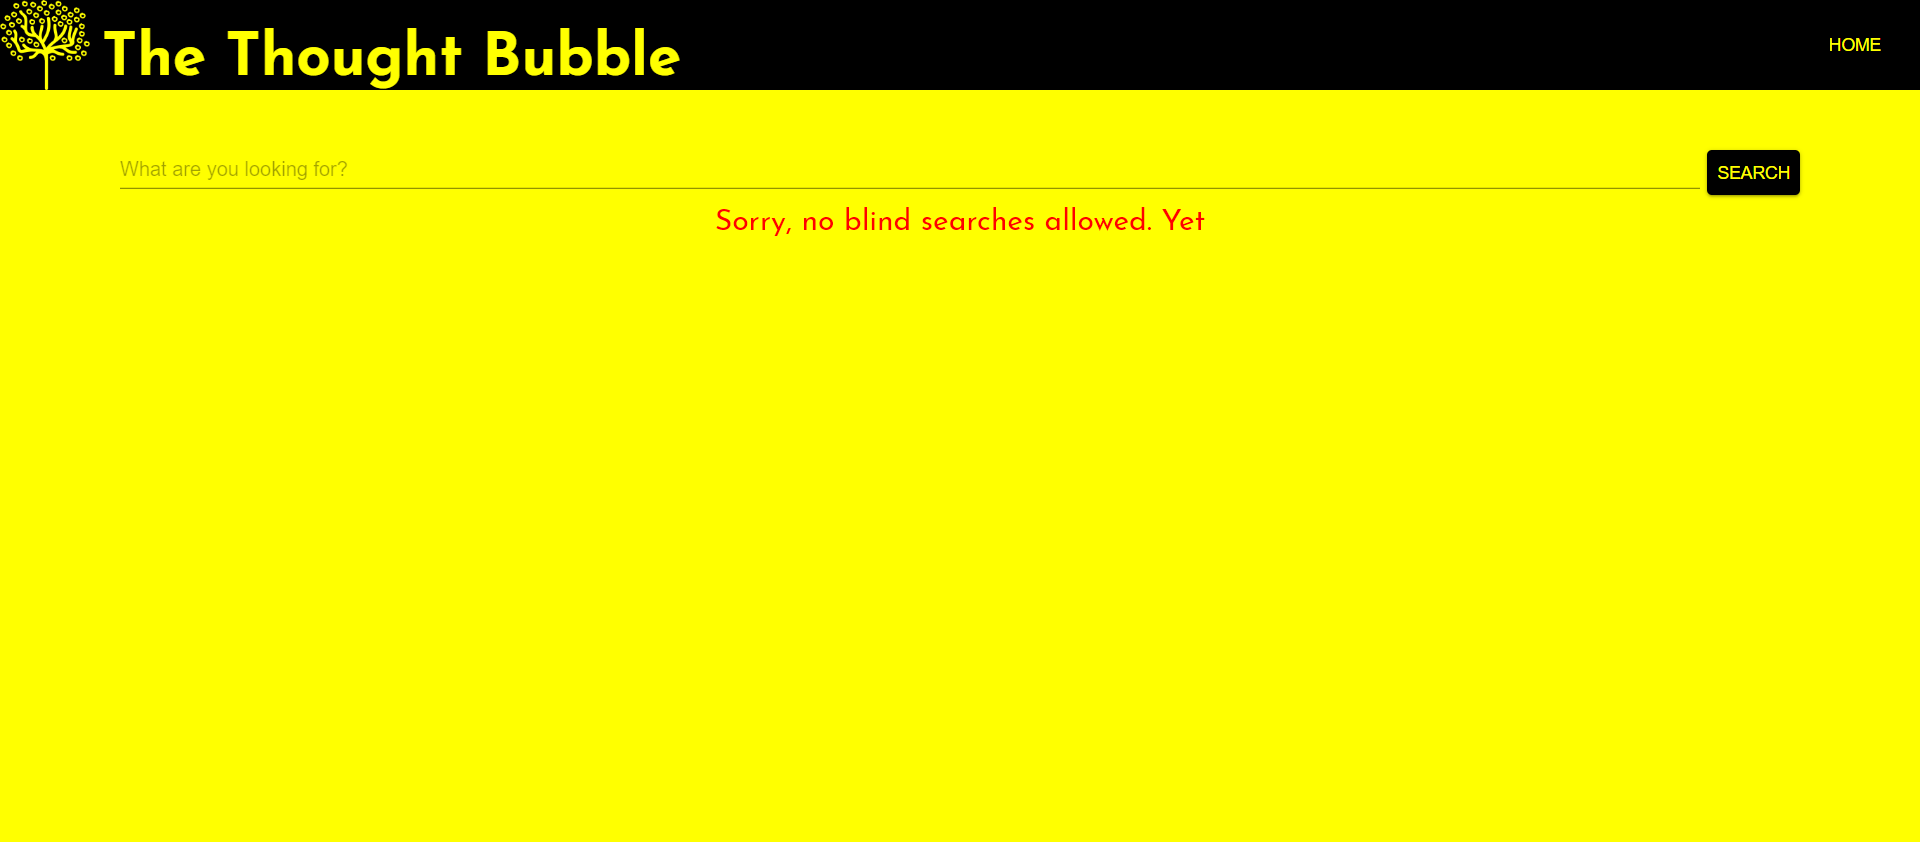 The Thought Bubble
HOME
What are you looking for?
SEARCH
Sorry, no blind searches allowed. Yet